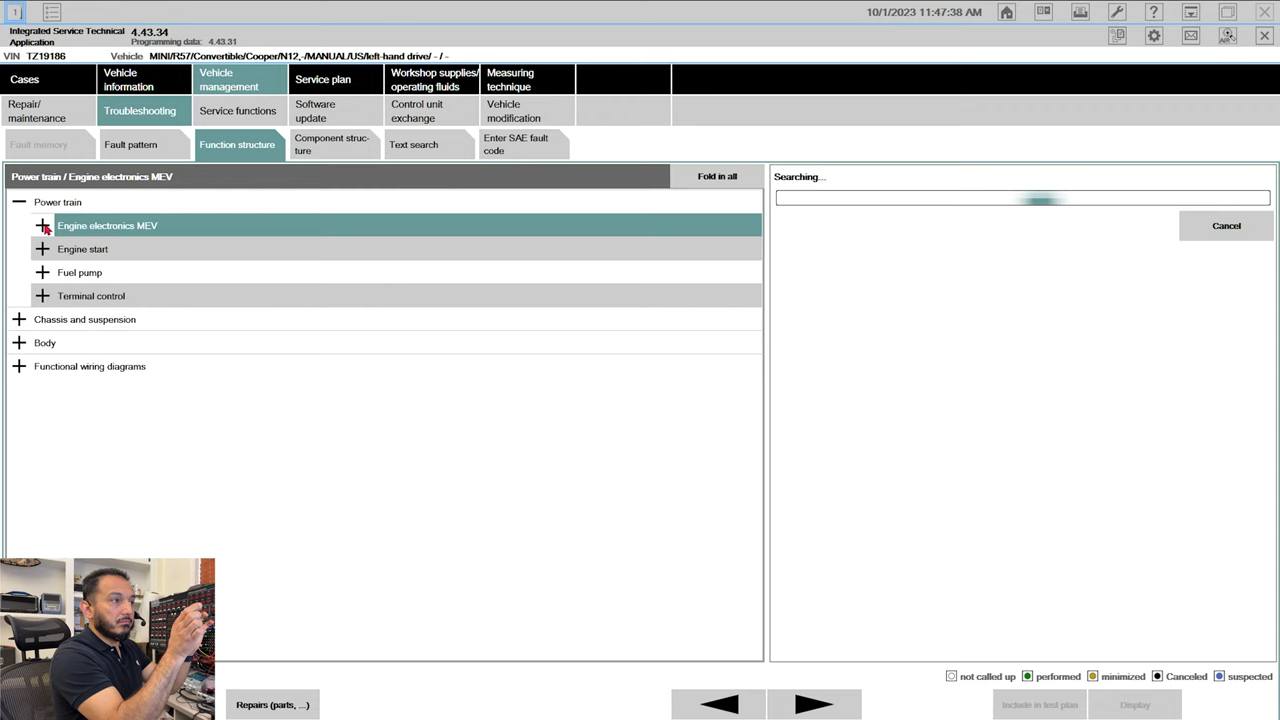 1
10/1/2023 11:47:38 AM
Integrated Service Technical Application 4.43.34
Programming data: 4.43.31
VIN TZ19186 Vehicle MINI/R57/Convertible/Cooper/N12,-/MANUAL/US/left-hand drive/ - / -
Cases
Vehicle information
Vehicle management
Service plan
Workshop supplies/ operating fluids
Measuring technique
Repair/ maintenance
Troubleshooting
Service functions
Software update
Control unit exchange
Vehicle modification
Fault memory
Fault pattern
Function structure
Component struc- ture
Text search
Enter SAE fault code
Power train / Engine electronics MEV
Fold in all
Power train
Engine electronics MEV
Engine start
Fuel pump
Terminal control
Chassis and suspension
Body
Functional wiring diagrams
Searching...
Cancel
not called up performed minimized Canceled suspected
Repairs (parts, ...)
Include in test plan
Display